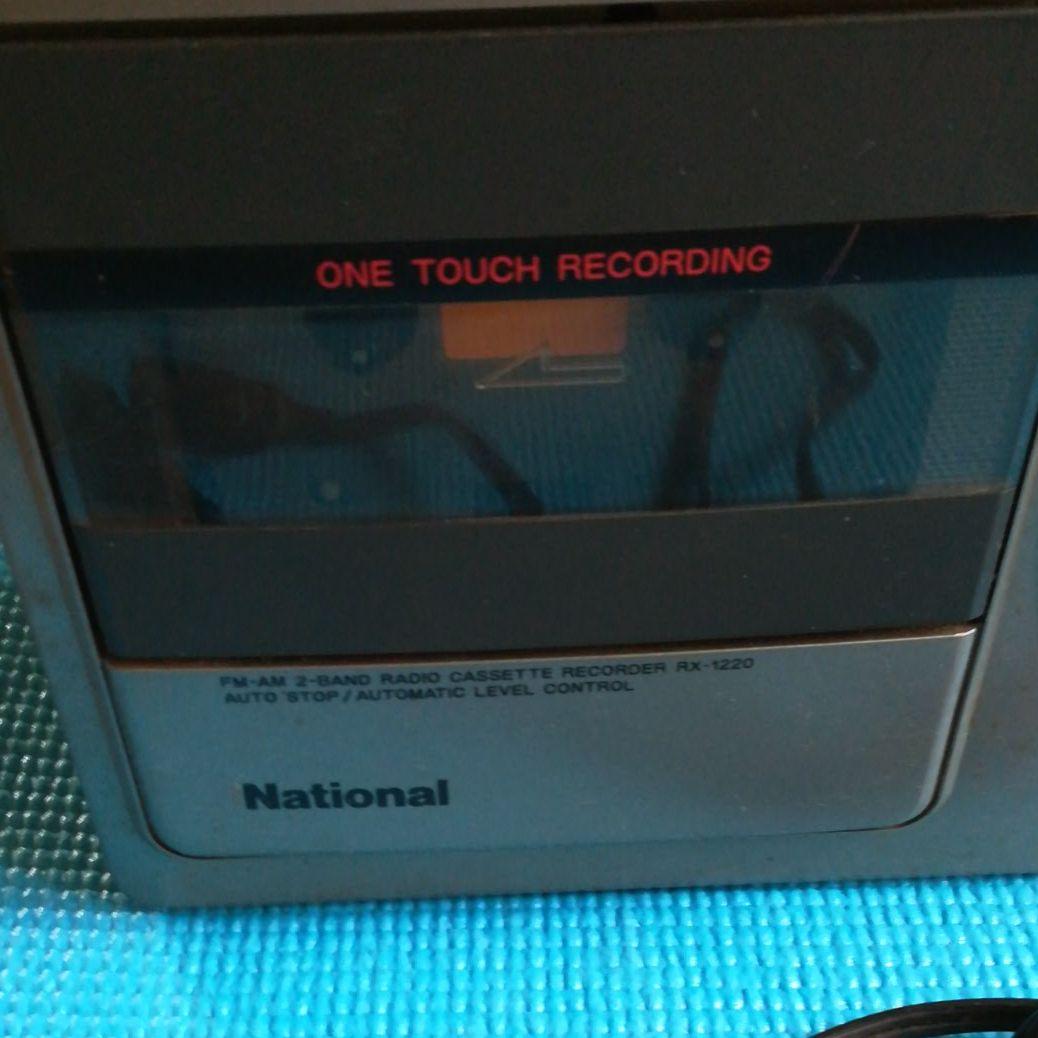 ONE TOUCH RECORDING
FM-AM 2-BAND RADIO CASSETTE RECORDER RX-1220
AUTO STOP/AUTOMATIC LEVEL CONTROL
National